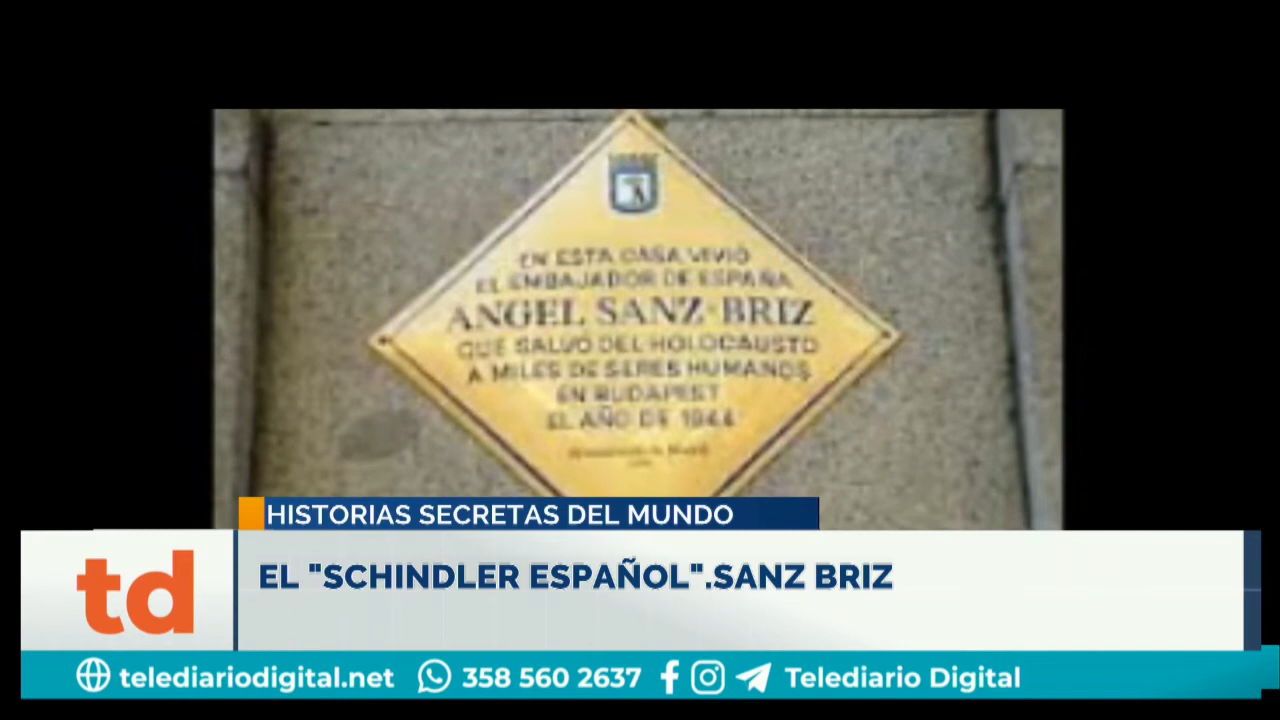 EN ESTA CASA VIVIO
EL EMBAJADOR DE ESPAÑA
ANGEL SANZ-BRIZ
QUE SALVÓ DEL HOLOCAUSTO
A MILES DE SERES HUMANOS
EN BUDAPEST
EL AÑO DE 1944
HISTORIAS SECRETAS DEL MUNDO
td
EL "SCHINDLER ESPAÑOL".SANZ BRIZ
telediariodigital.net 358 560 2637 Telediario Digital